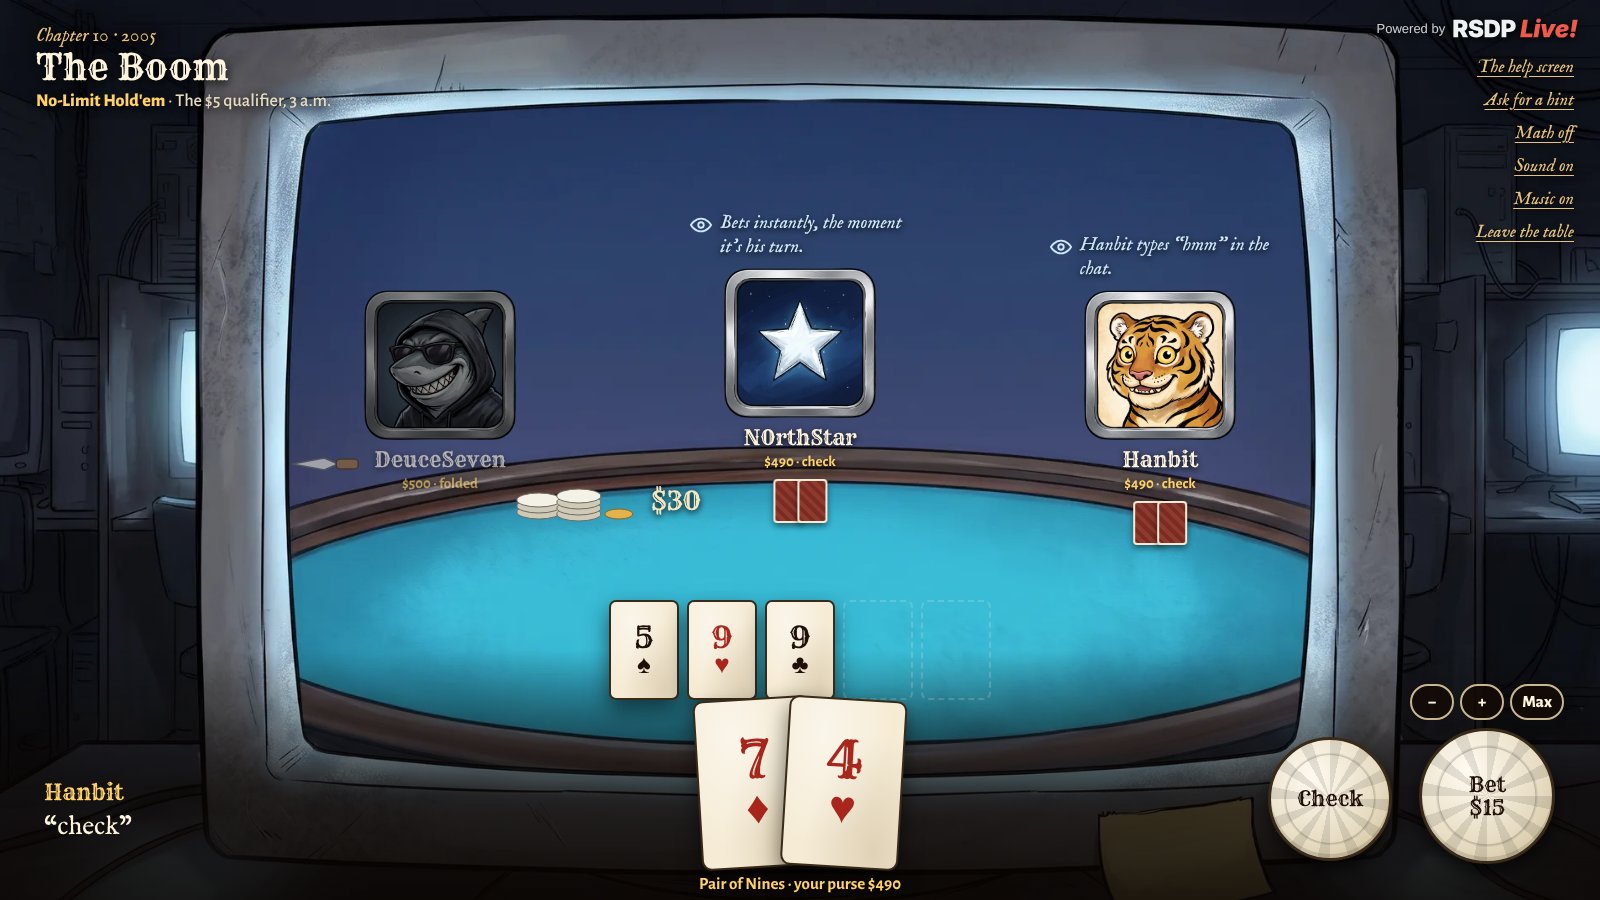 Chapter 10 · 2005
The Boom
No-Limit Hold'em · The $5 qualifier, 3 a.m.
Powered by RSDP Live!
The help screen
Ask for a hint
Math off
Sound on
Music on
Leave the table
Bets instantly, the moment
it's his turn.
Hanbit types “hmm” in the
chat.
DeuceSeven
$500 · folded
N0rthStar
$490 · check
Hanbit
$490 · check
$30
5
9
9
7
4
Hanbit
“check”
Pair of Nines · your purse $490
−
+
Max
Check
Bet
$15